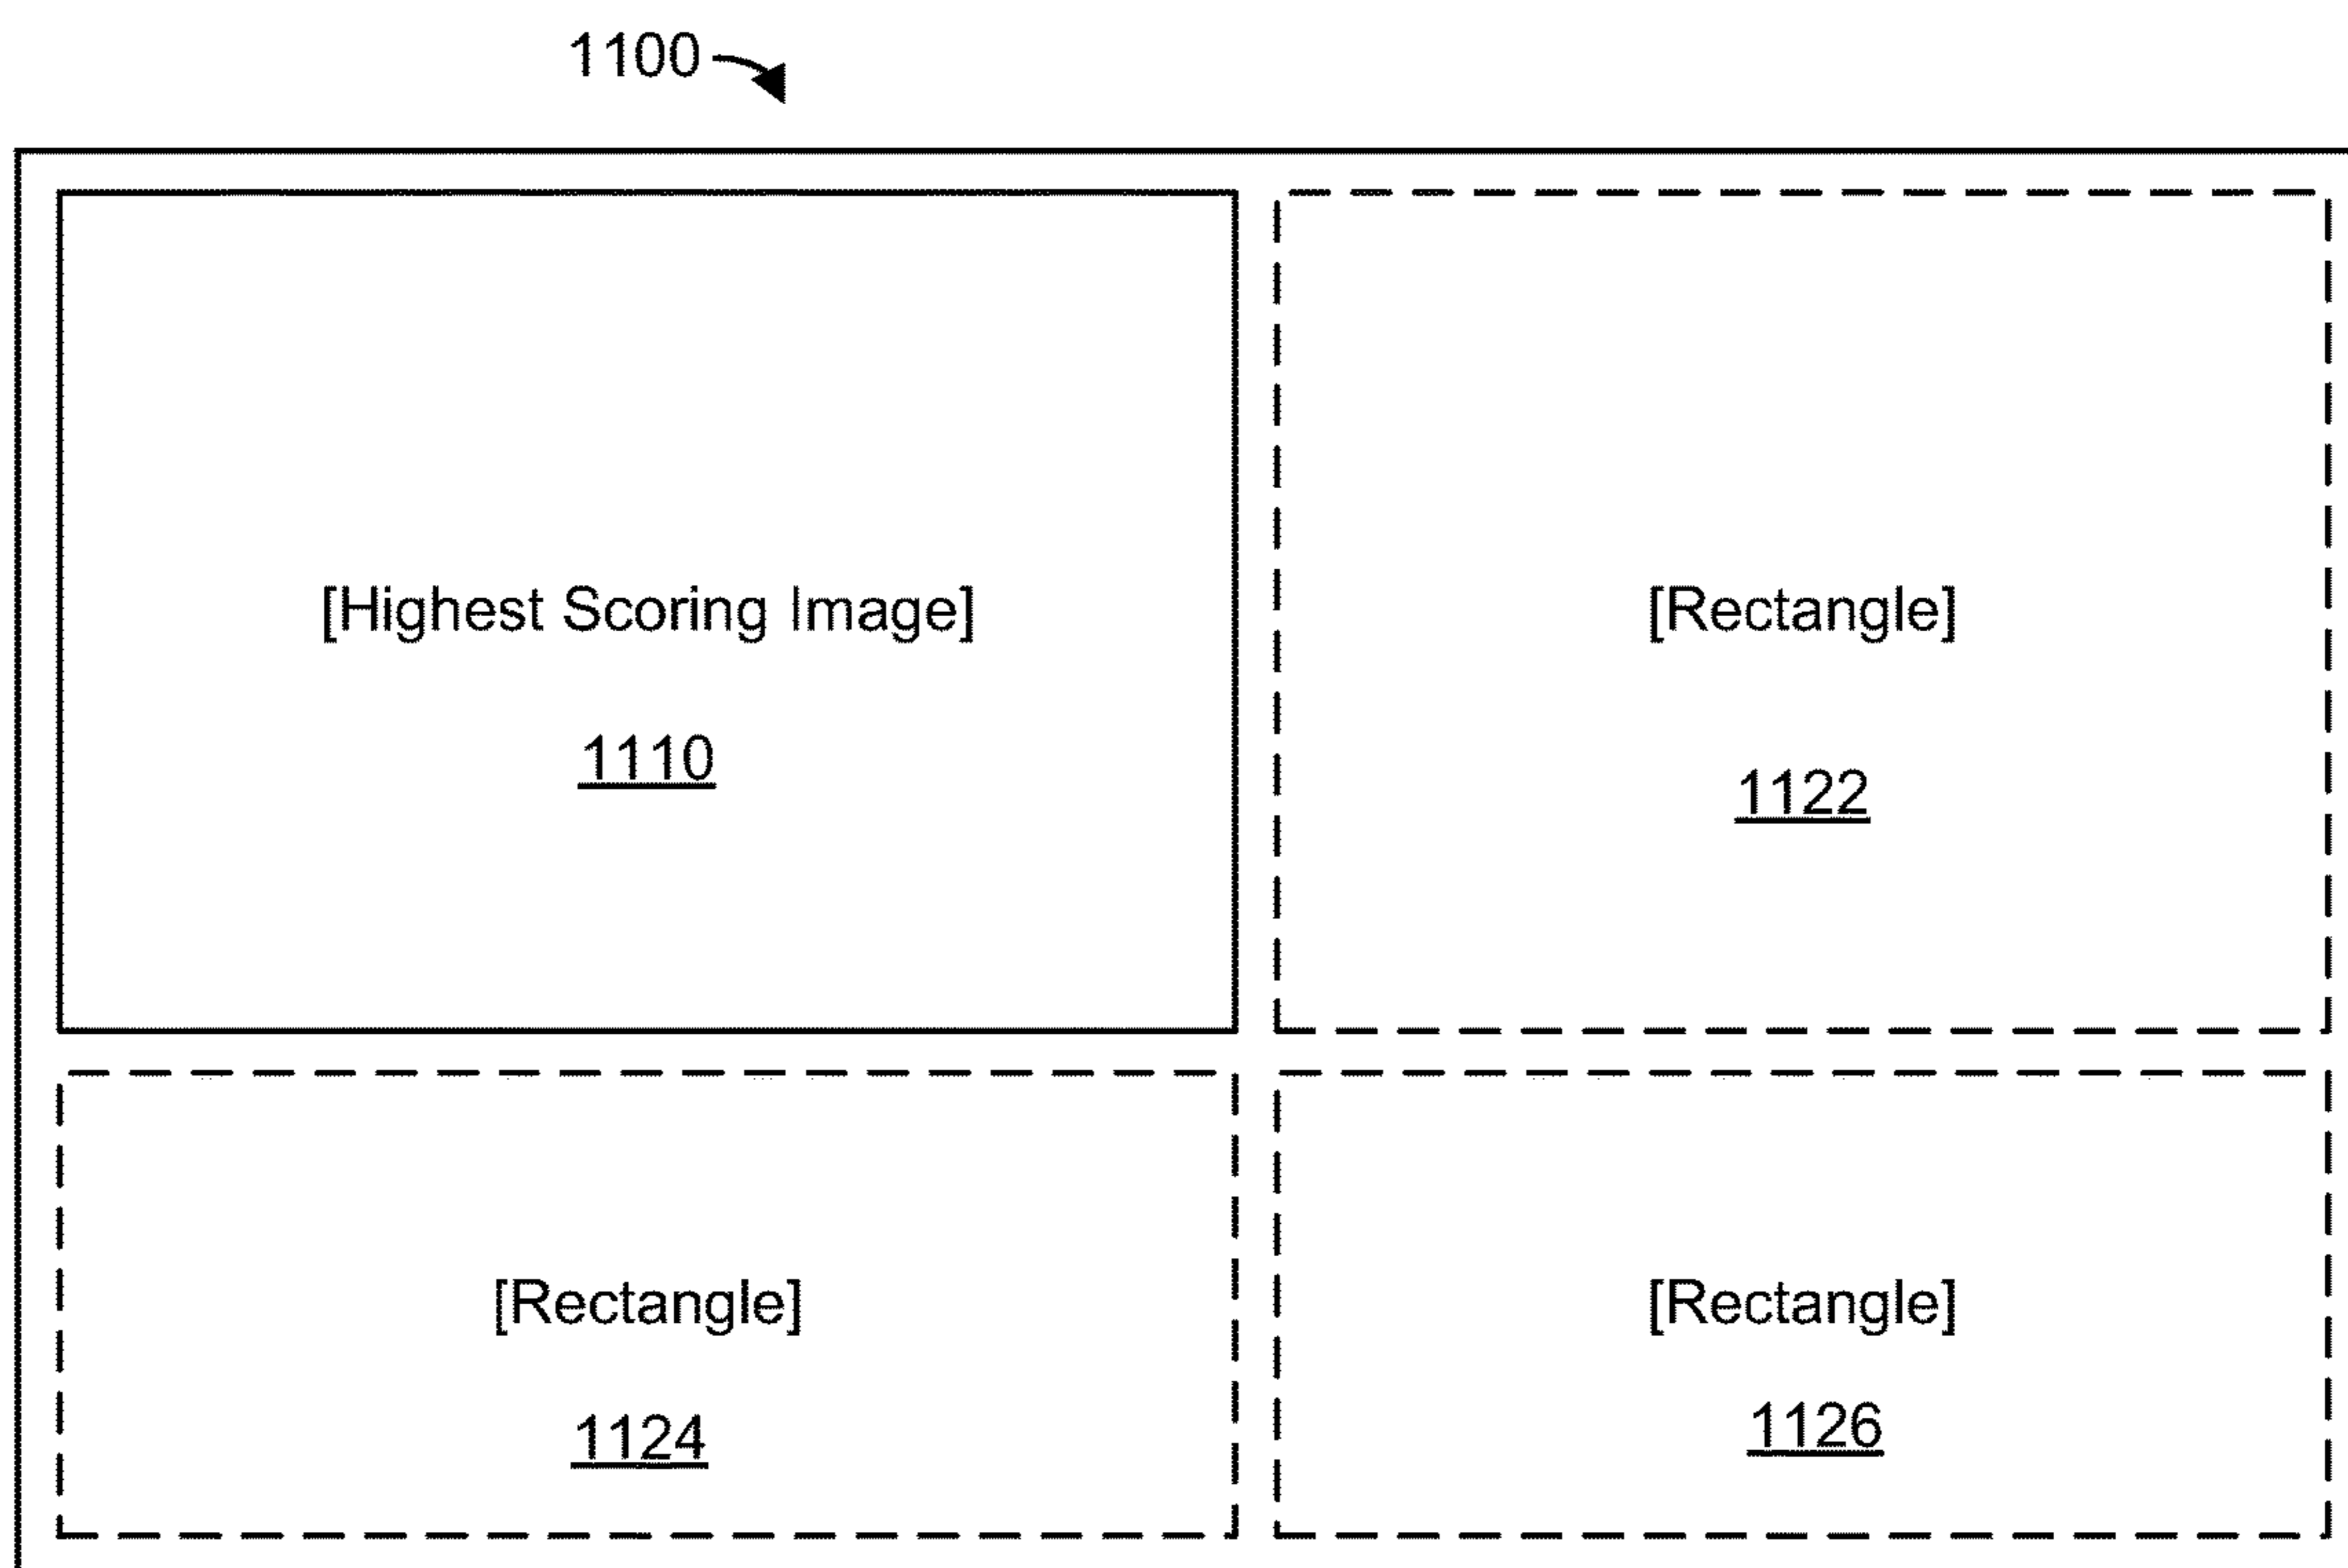 1100
[Highest Scoring Image]
1110
[Rectangle]
1122
[Rectangle]
1124
[Rectangle]
1126